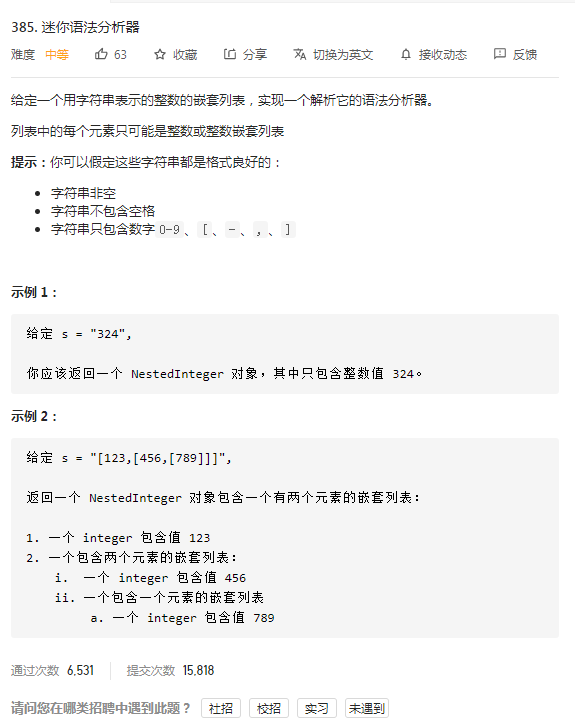 385. 迷你语法分析器
难度 中等 63 收藏 分享 切换为英文 接收动态 反馈
给定一个用字符串表示的整数的嵌套列表，实现一个解析它的语法分析器。
列表中的每个元素只可能是整数或整数嵌套列表
提示：你可以假定这些字符串都是格式良好的：
字符串非空
字符串不包含空格
字符串只包含数字 0-9 、 [ 、 - 、 , 、 ]
示例 1：
给定 s = "324",
你应该返回一个 NestedInteger 对象，其中只包含整数值 324。
示例 2：
给定 s = "[123,[456,[789]]]",
返回一个 NestedInteger 对象包含一个有两个元素的嵌套列表:
1. 一个 integer 包含值 123
2. 一个包含两个元素的嵌套列表:
i. 一个 integer 包含值 456
ii. 一个包含一个元素的嵌套列表
a. 一个 integer 包含值 789
通过次数 6,531 提交次数 15,818
请问您在哪类招聘中遇到此题？ 社招 校招 实习 未遇到